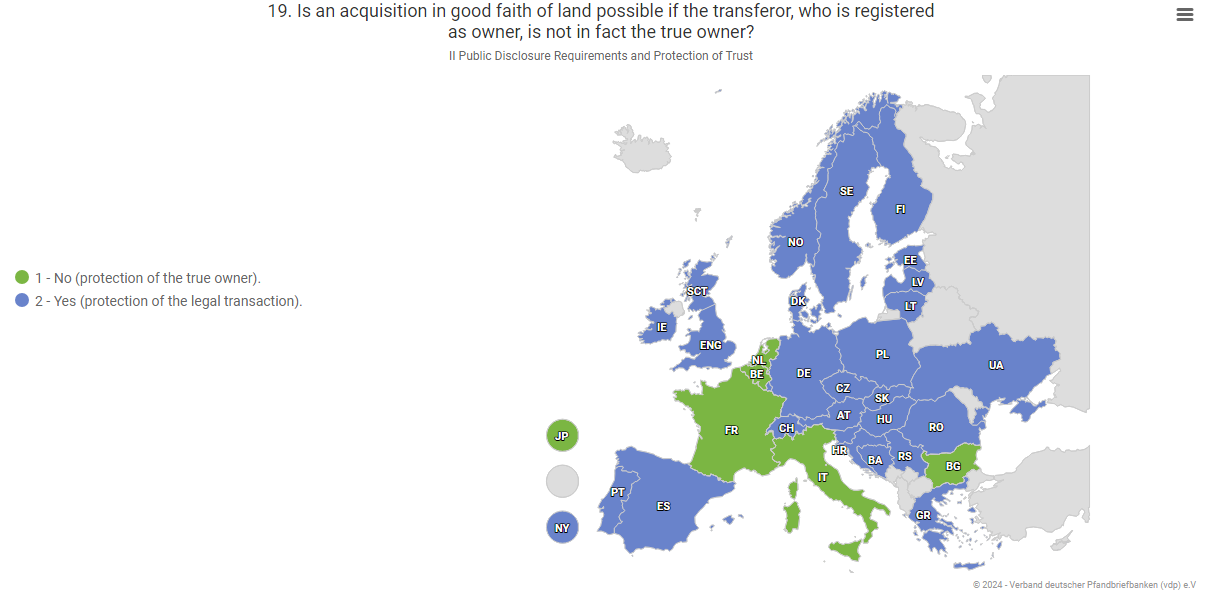 19. Is an acquisition in good faith of land possible if the transferor, who is registered
as owner, is not in fact the true owner?
II Public Disclosure Requirements and Protection of Trust
1 - No (protection of the true owner).
2 - Yes (protection of the legal transaction).
SE
FI
NO
EE
LV
LT
SCT
DK
IE
ENG
NL
BE
PL
UA
DE
CZ
SK
AT
HU
FR
CH
RO
JP
HR
BA
RS
BG
IT
PT
ES
GR
NY
© 2024 - Verband deutscher Pfandbriefbanken (vdp) e.V